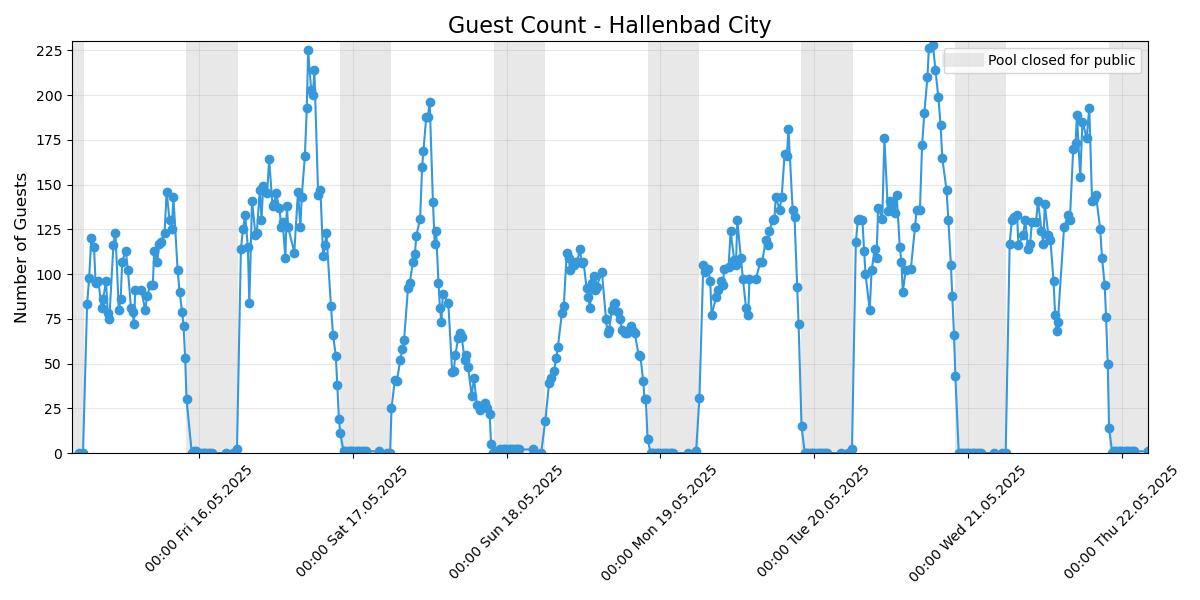 Guest Count - Hallenbad City
Pool closed for public
Number of Guests
225
200
175
150
125
100
75
50
25
0
00:00 Fri 16.05.2025
00:00 Sat 17.05.2025
00:00 Sun 18.05.2025
00:00 Mon 19.05.2025
00:00 Tue 20.05.2025
00:00 Wed 21.05.2025
00:00 Thu 22.05.2025